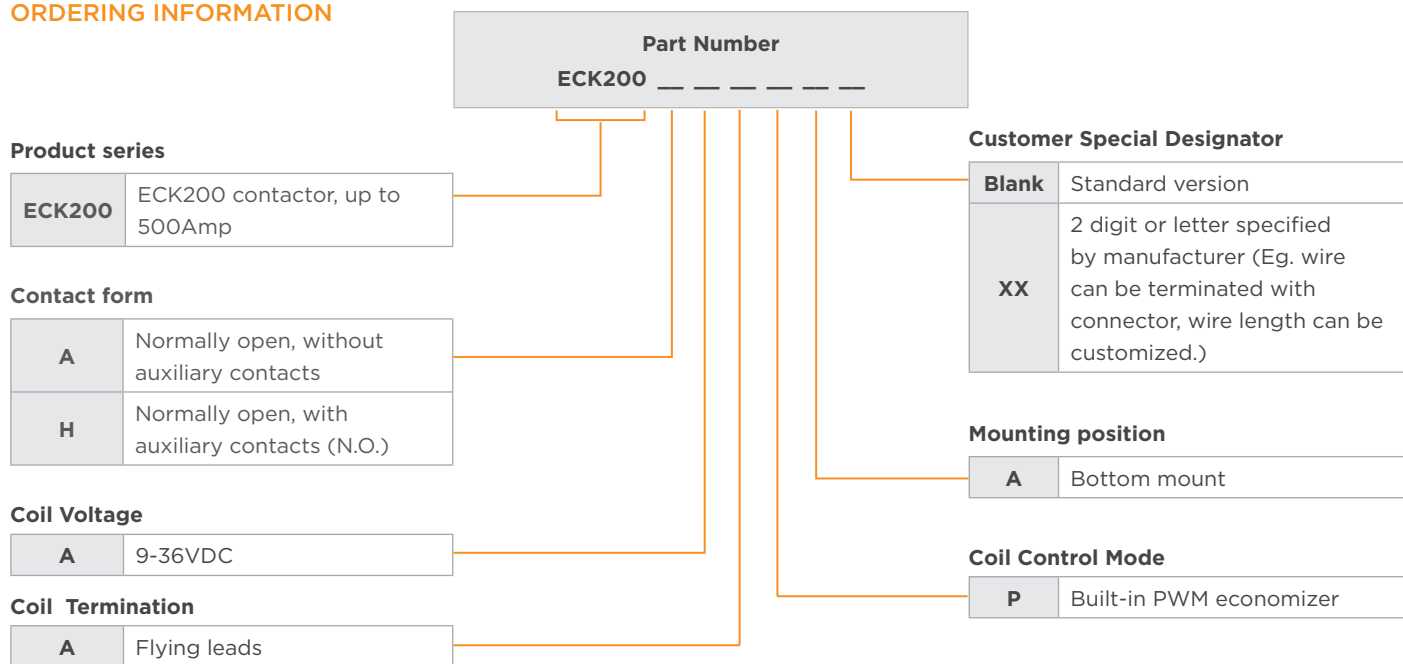 ORDERING INFORMATION
Part Number
ECK200 __ __ __ __ __ __
Product series
ECK200
ECK200 contactor, up to
500Amp
Contact form
A
Normally open, without
auxiliary contacts
H
Normally open, with
auxiliary contacts (N.O.)
Coil Voltage
A
9-36VDC
Coil Termination
A
Flying leads
Customer Special Designator
Blank
Standard version
XX
2 digit or letter specified
by manufacturer (Eg. wire
can be terminated with
connector, wire length can be
customized.)
Mounting position
A
Bottom mount
Coil Control Mode
P
Built-in PWM economizer